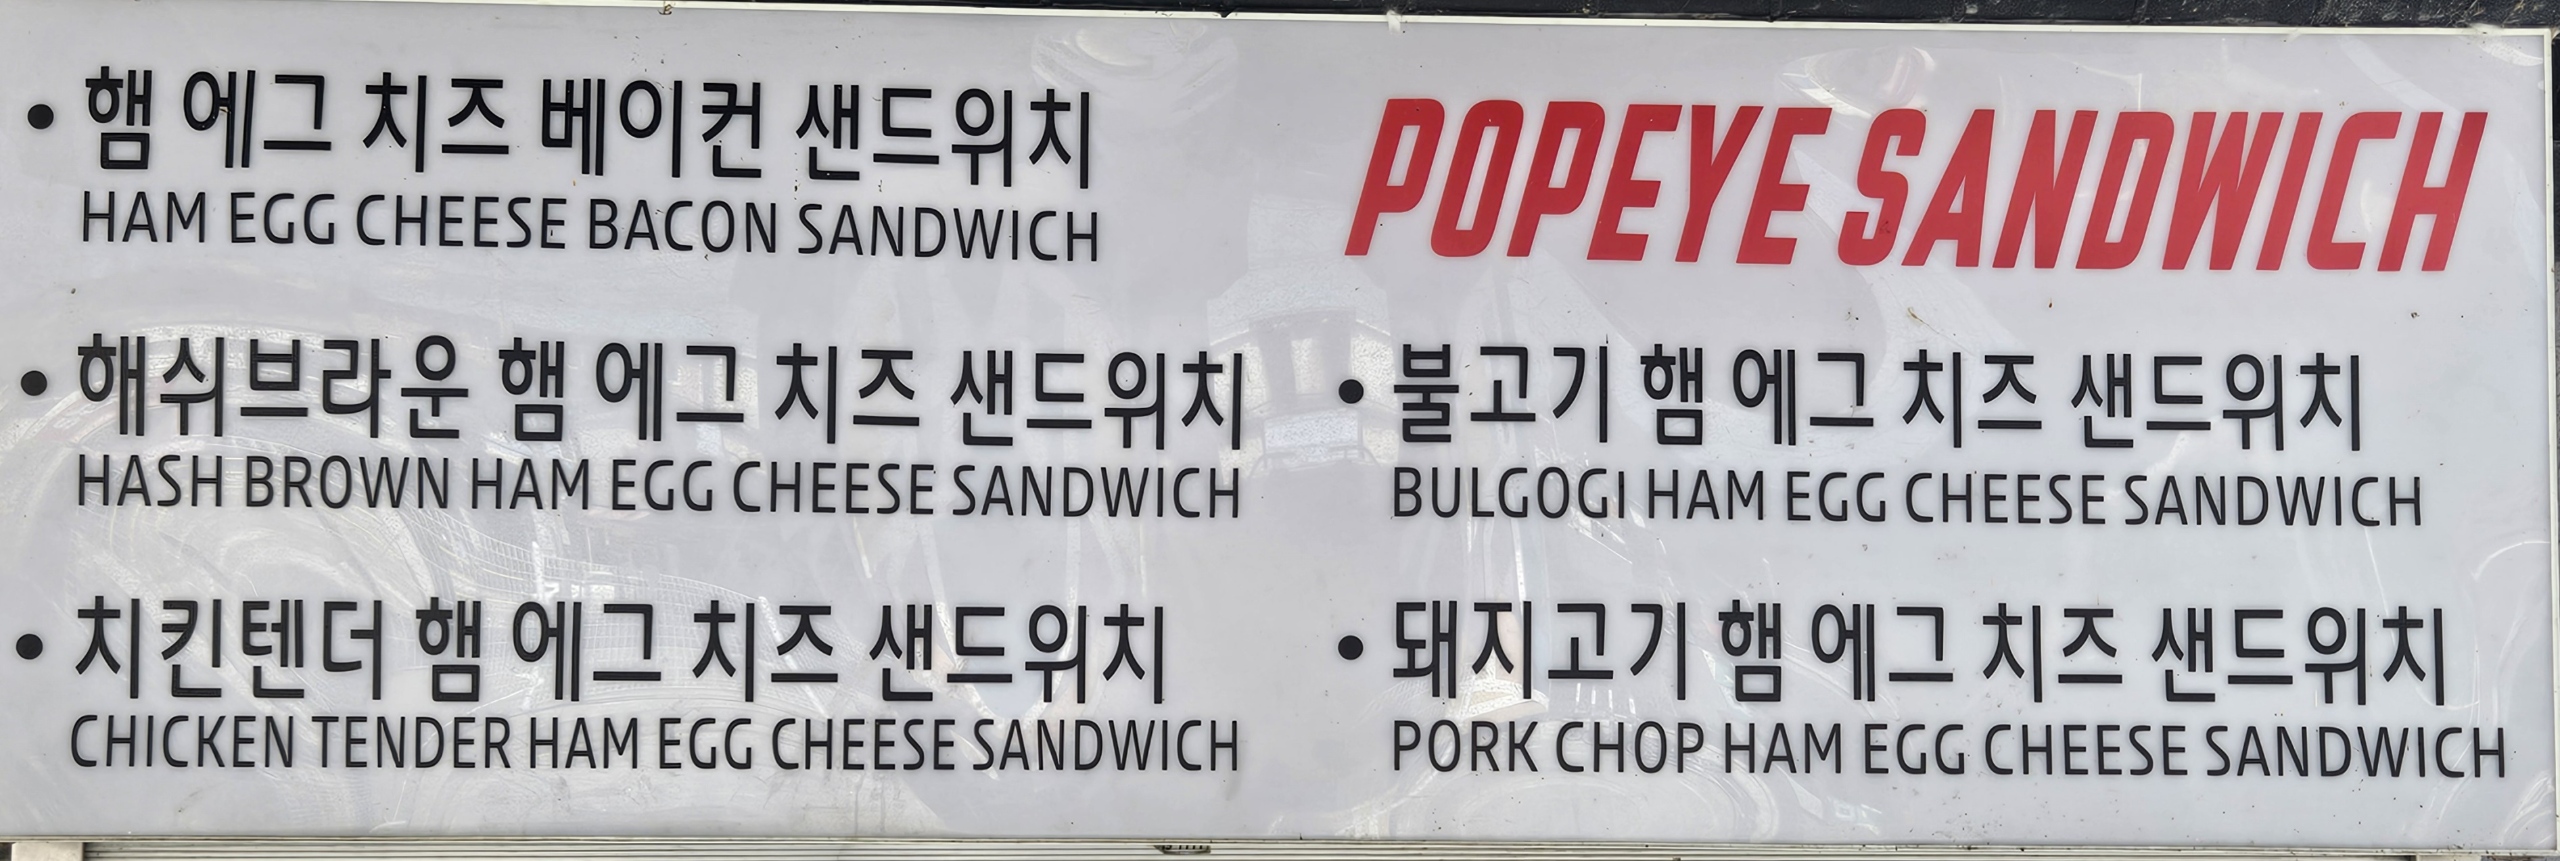 • 햄 에그 치즈 베이컨 샌드위치
HAM EGG CHEESE BACON SANDWICH
• 해쉬브라운 햄 에그 치즈 샌드위치
HASH BROWN HAM EGG CHEESE SANDWICH
• 치킨텐더 햄 에그 치즈 샌드위치
CHICKEN TENDER HAM EGG CHEESE SANDWICH
POPEYE SANDWICH
• 불고기 햄 에그 치즈 샌드위치
BULGOGI HAM EGG CHEESE SANDWICH
• 돼지고기 햄 에그 치즈 샌드위치
PORK CHOP HAM EGG CHEESE SANDWICH